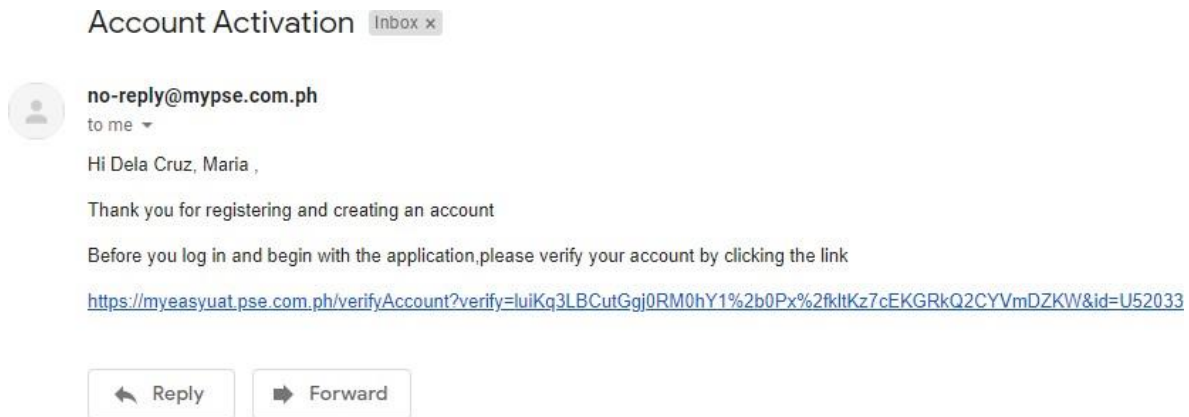 Account Activation Inbox x
no-reply@mypse.com.ph
to me
Hi Dela Cruz, Maria ,
Thank you for registering and creating an account
Before you log in and begin with the application,please verify your account by clicking the link
https://myeasyuat.pse.com.ph/verifyAccount?verify=luiKq3LBCutGgj0RM0hY1%2b0Px%2fkltKz7cEKGRkQ2CYVmDZKW&id=U52033
Reply Forward